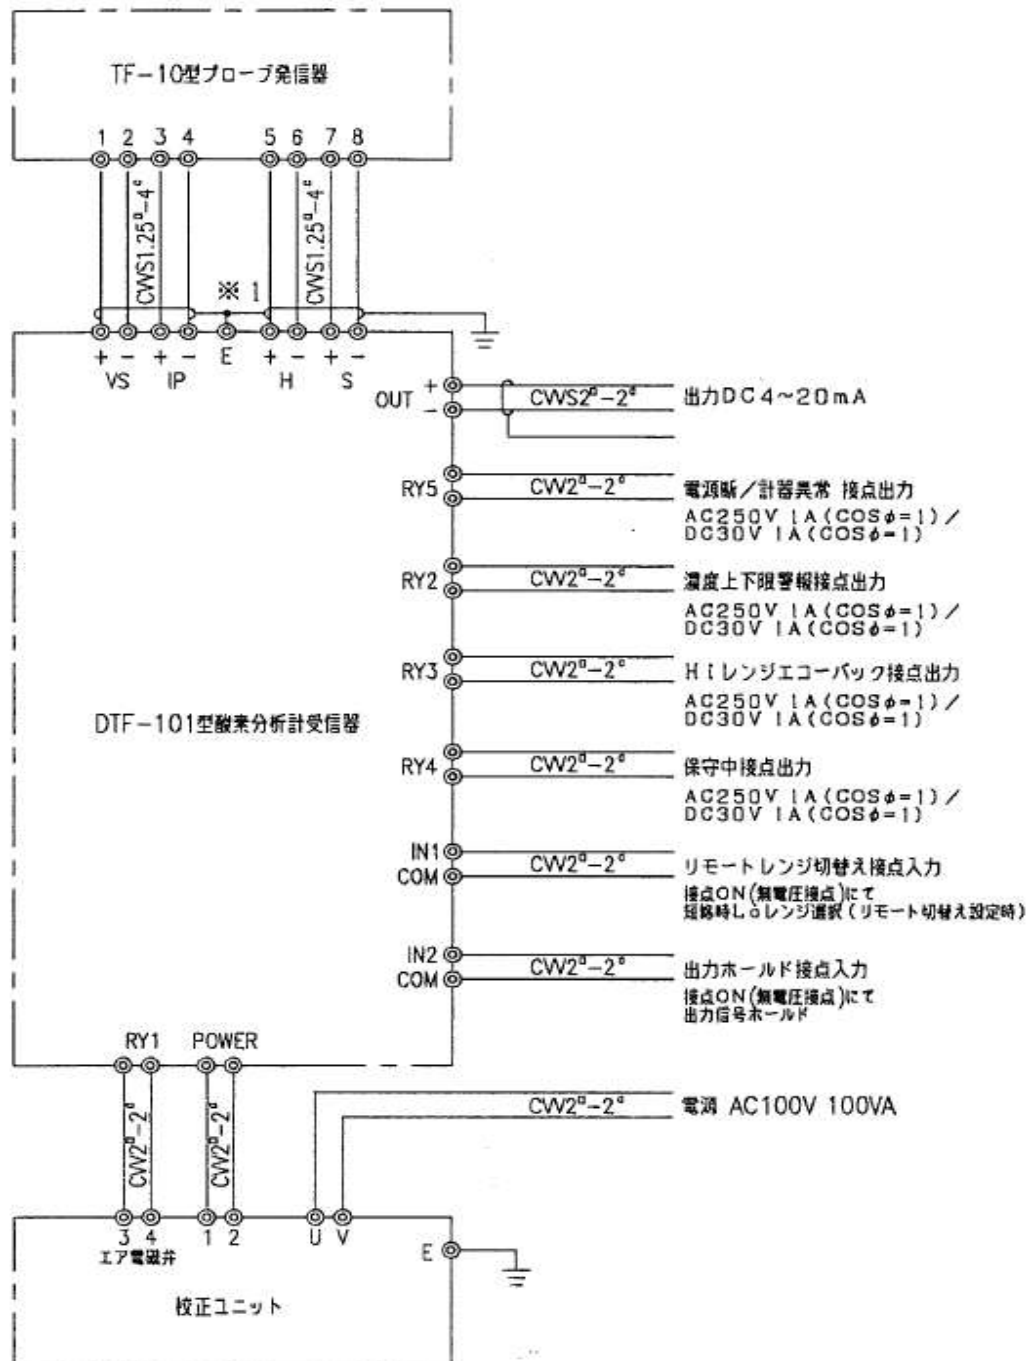 TF-10型プローブ発信器
1 2 3 4 5 6 7 8
CVVS1.25□-4c
CVVS1.25□-4c
※1
+ - + - E + - + -
VS IP H S
OUT + -
CVVS2□-2c
出力DC4~20mA
RY5
CVV2□-2c
電源断/計器異常 接点出力
AC250V 1A(COSφ=1)/
DC30V 1A(COSφ=1)
RY2
CVV2□-2c
濃度上下限警報接点出力
AC250V 1A(COSφ=1)/
DC30V 1A(COSφ=1)
RY3
CVV2□-2c
Hiレンジエコーバック接点出力
AC250V 1A(COSφ=1)/
DC30V 1A(COSφ=1)
DTF-101型酸素分析計受信器
RY4
CVV2□-2c
保守中接点出力
AC250V 1A(COSφ=1)/
DC30V 1A(COSφ=1)
IN1
COM
CVV2□-2c
リモートレンジ切替え接点入力
接点ON(無電圧接点)にて
短絡時Loレンジ選択(リモート切替え設定時)
IN2
COM
CVV2□-2c
出力ホールド接点入力
接点ON(無電圧接点)にて
出力信号ホールド
RY1 POWER
CVV2□-2c
CVV2□-2c
CVV2□-2c
電源 AC100V 100VA
3 4 1 2 U V
エア電磁弁
E
校正ユニット